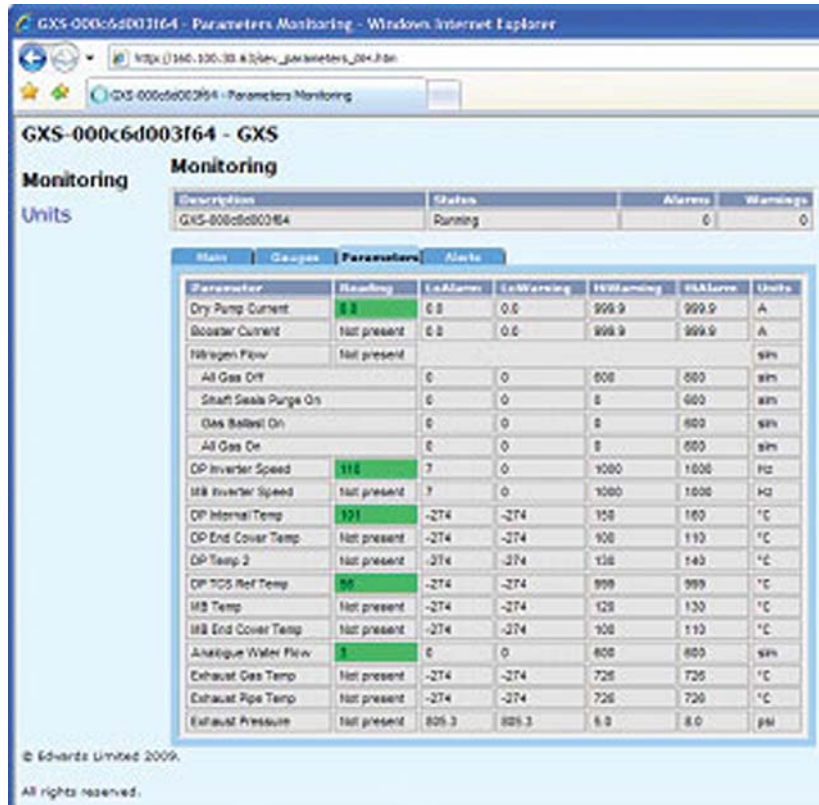 GXS-000c6d003f64 - Parameters Monitoring - Windows Internet Explorer
GXS-000c6d003f64 - Parameters Monitoring
GXS-000c6d003f64 - GXS
Monitoring
Units
Monitoring
Description Status Alarms Warnings
GXS-000c6d003f64 Running 0 0
Main Gauges Parameters Alerts
Parameter Reading LoAlarm LoWarning HiWarning HiAlarm Units
Dry Pump Current 0.0 0.0 999.9 999.9 A
Booster Current Not present 0.0 0.0 999.9 999.9 A
Nitrogen Flow Not present slm
All Gas Off 0 0 600 600 slm
Shaft Seals Purge On 0 0 0 600 slm
Gas Ballast On 0 0 0 600 slm
All Gas On 0 0 0 600 slm
DP Inverter Speed 110 7 0 1000 1000 Hz
MB Inverter Speed Not present 7 0 1000 1000 Hz
DP Internal Temp 101 -274 -274 150 160 °C
DP End Cover Temp Not present -274 -274 100 110 °C
DP Temp 2 Not present -274 -274 130 140 °C
DP TCS Ref Temp -274 -274 999 999 °C
MB Temp Not present -274 -274 120 130 °C
MB End Cover Temp Not present -274 -274 100 110 °C
Analogue Water Flow 0 0 600 600 slm
Exhaust Gas Temp Not present -274 -274 726 726 °C
Exhaust Pipe Temp Not present -274 -274 726 726 °C
Exhaust Pressure Not present 805.3 805.3 8.0 psi
© Edwards Limited 2009.
All rights reserved.